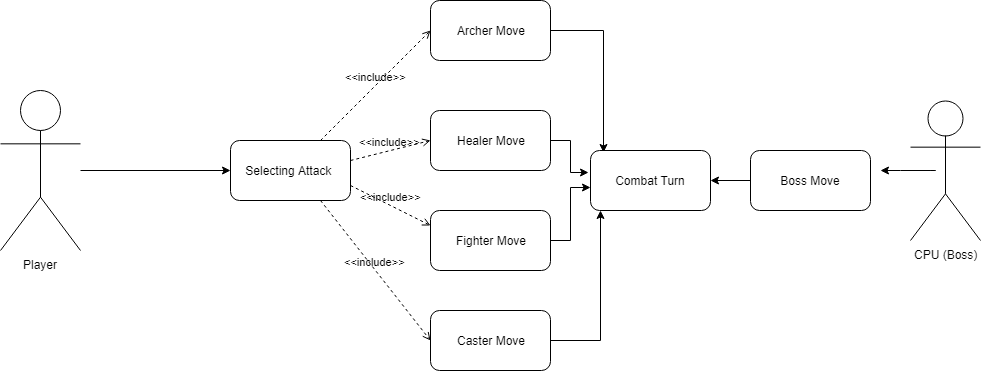 Archer Move
<<include>>
Healer Move
<<include>>
Selecting Attack
Combat Turn
Boss Move
<<include>>
Fighter Move
Player
CPU (Boss)
<<include>>
Caster Move